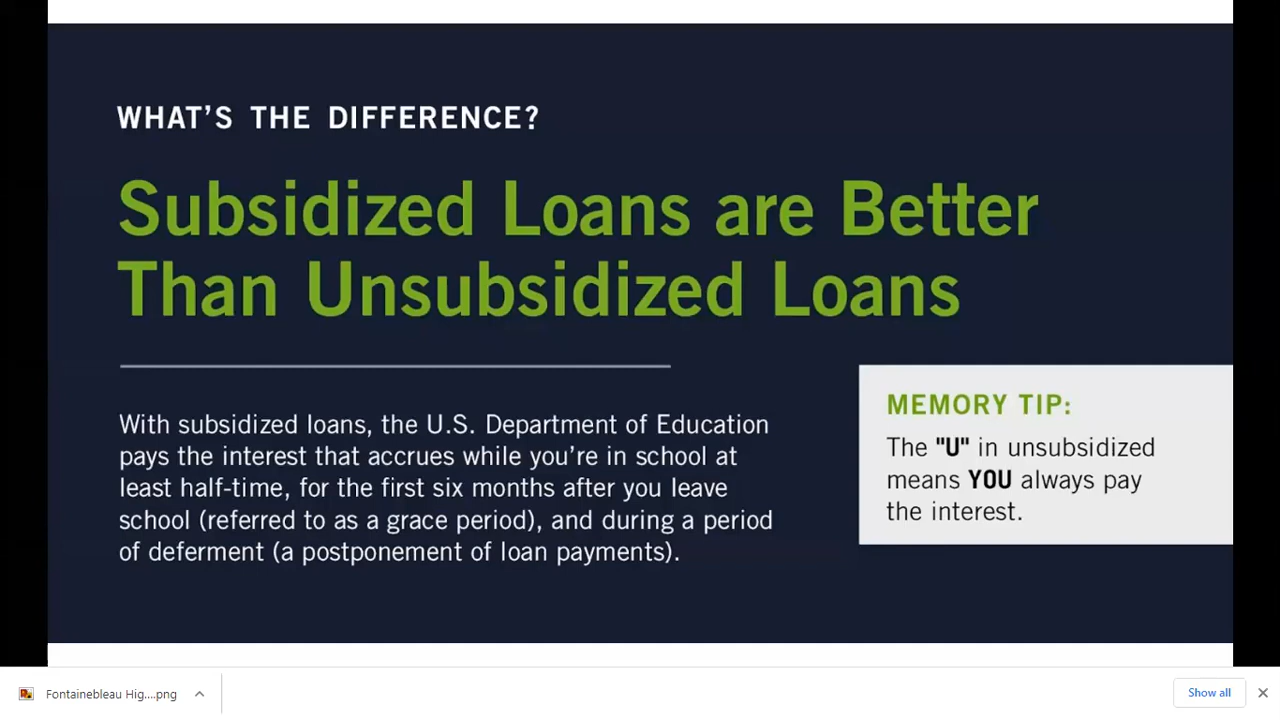 WHAT'S THE DIFFERENCE?
Subsidized Loans are Better
Than Unsubsidized Loans
With subsidized loans, the U.S. Department of Education
pays the interest that accrues while you're in school at
least half-time, for the first six months after you leave
school (referred to as a grace period), and during a period
of deferment (a postponement of loan payments).
MEMORY TIP:
The "U" in unsubsidized
means YOU always pay
the interest.
Fontainebleau Hig....png
Show all